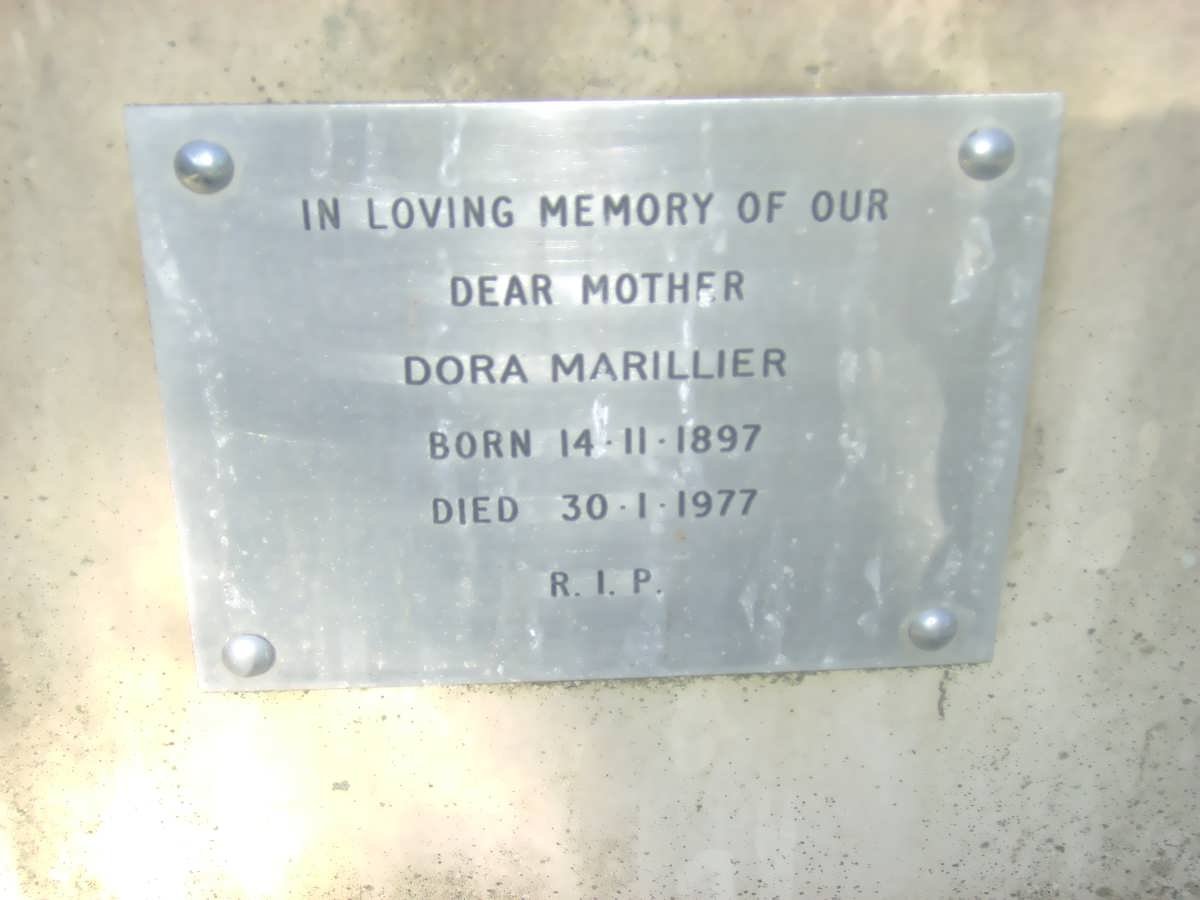 IN LOVING MEMORY OF OUR
DEAR MOTHER
DORA MARILLIER
BORN 14·11·1897
DIED 30·1·1977
R. I. P.